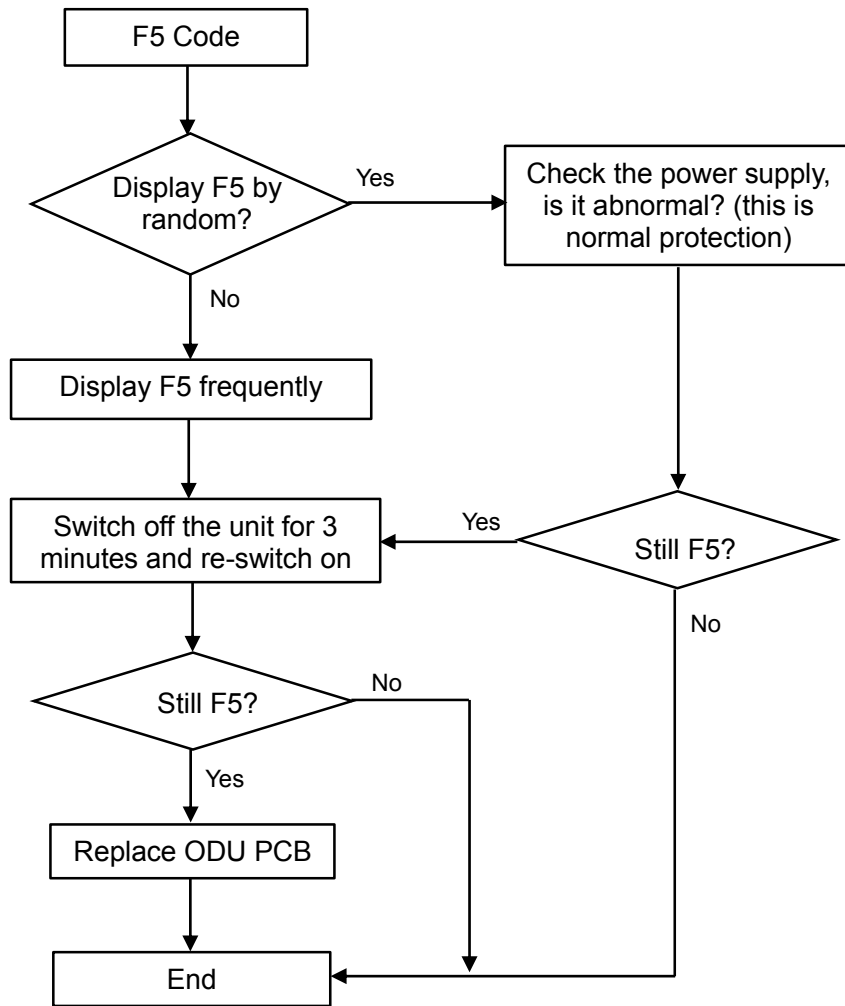 F5 Code
Display F5 by
random?
Yes
Check the power supply,
is it abnormal? (this is
normal protection)
No
Display F5 frequently
Switch off the unit for 3
minutes and re-switch on
Yes
Still F5?
No
Still F5?
No
Yes
Replace ODU PCB
End